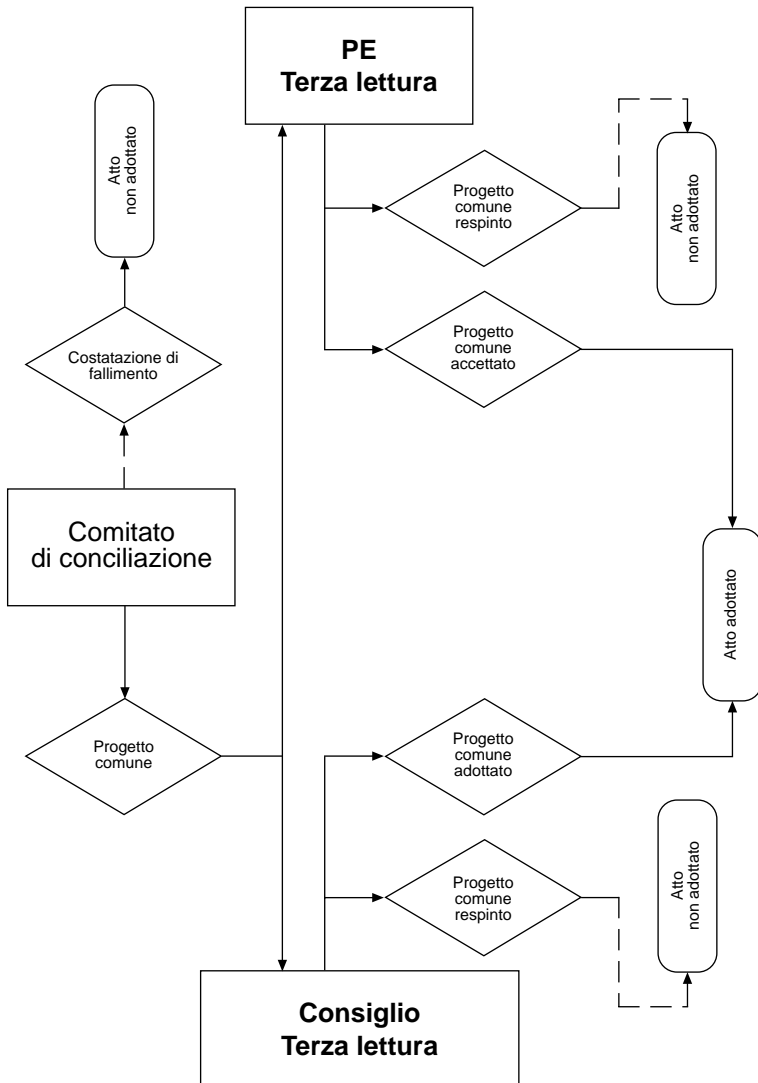 PE
Terza lettura
Atto
non adottato
Progetto
comune
respinto
Atto
non adottato
Costatazione di
fallimento
Progetto
comune
accettato
Comitato
di conciliazione
Atto adottato
Progetto
comune
Progetto
comune
adottato
Progetto
comune
respinto
Atto
non adottato
Consiglio
Terza lettura